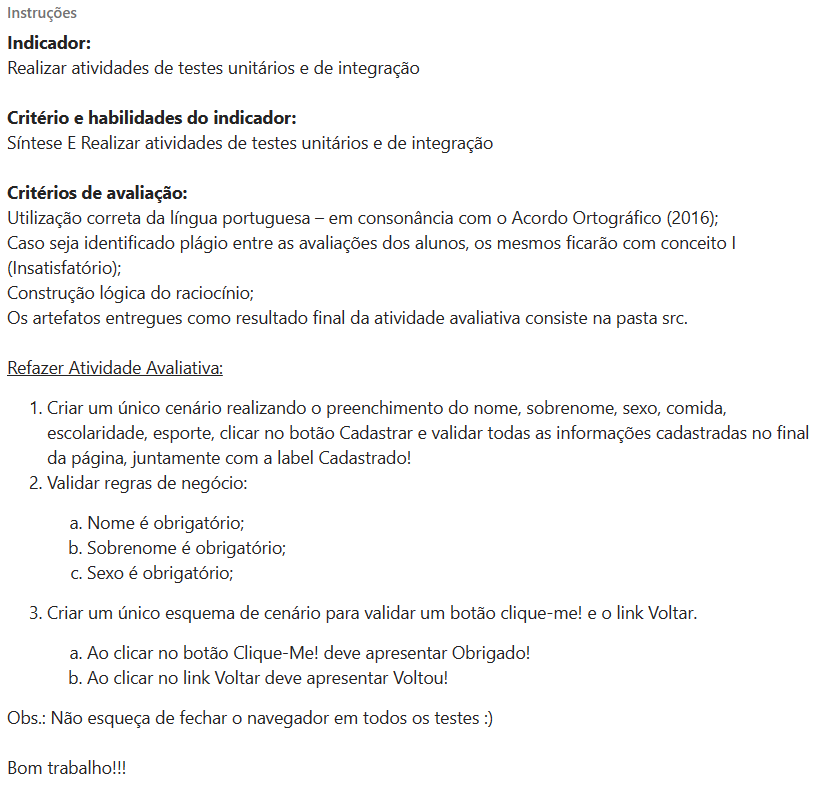 Instruções
Indicador:
Realizar atividades de testes unitários e de integração
Critério e habilidades do indicador:
Síntese E Realizar atividades de testes unitários e de integração
Critérios de avaliação:
Utilização correta da língua portuguesa – em consonância com o Acordo Ortográfico (2016);
Caso seja identificado plágio entre as avaliações dos alunos, os mesmos ficarão com conceito I
(Insatisfatório);
Construção lógica do raciocínio;
Os artefatos entregues como resultado final da atividade avaliativa consiste na pasta src.
Refazer Atividade Avaliativa:
1. Criar um único cenário realizando o preenchimento do nome, sobrenome, sexo, comida,
escolaridade, esporte, clicar no botão Cadastrar e validar todas as informações cadastradas no final
da página, juntamente com a label Cadastrado!
2. Validar regras de negócio:
a. Nome é obrigatório;
b. Sobrenome é obrigatório;
c. Sexo é obrigatório;
3. Criar um único esquema de cenário para validar um botão clique-me! e o link Voltar.
a. Ao clicar no botão Clique-Me! deve apresentar Obrigado!
b. Ao clicar no link Voltar deve apresentar Voltou!
Obs.: Não esqueça de fechar o navegador em todos os testes :)
Bom trabalho!!!